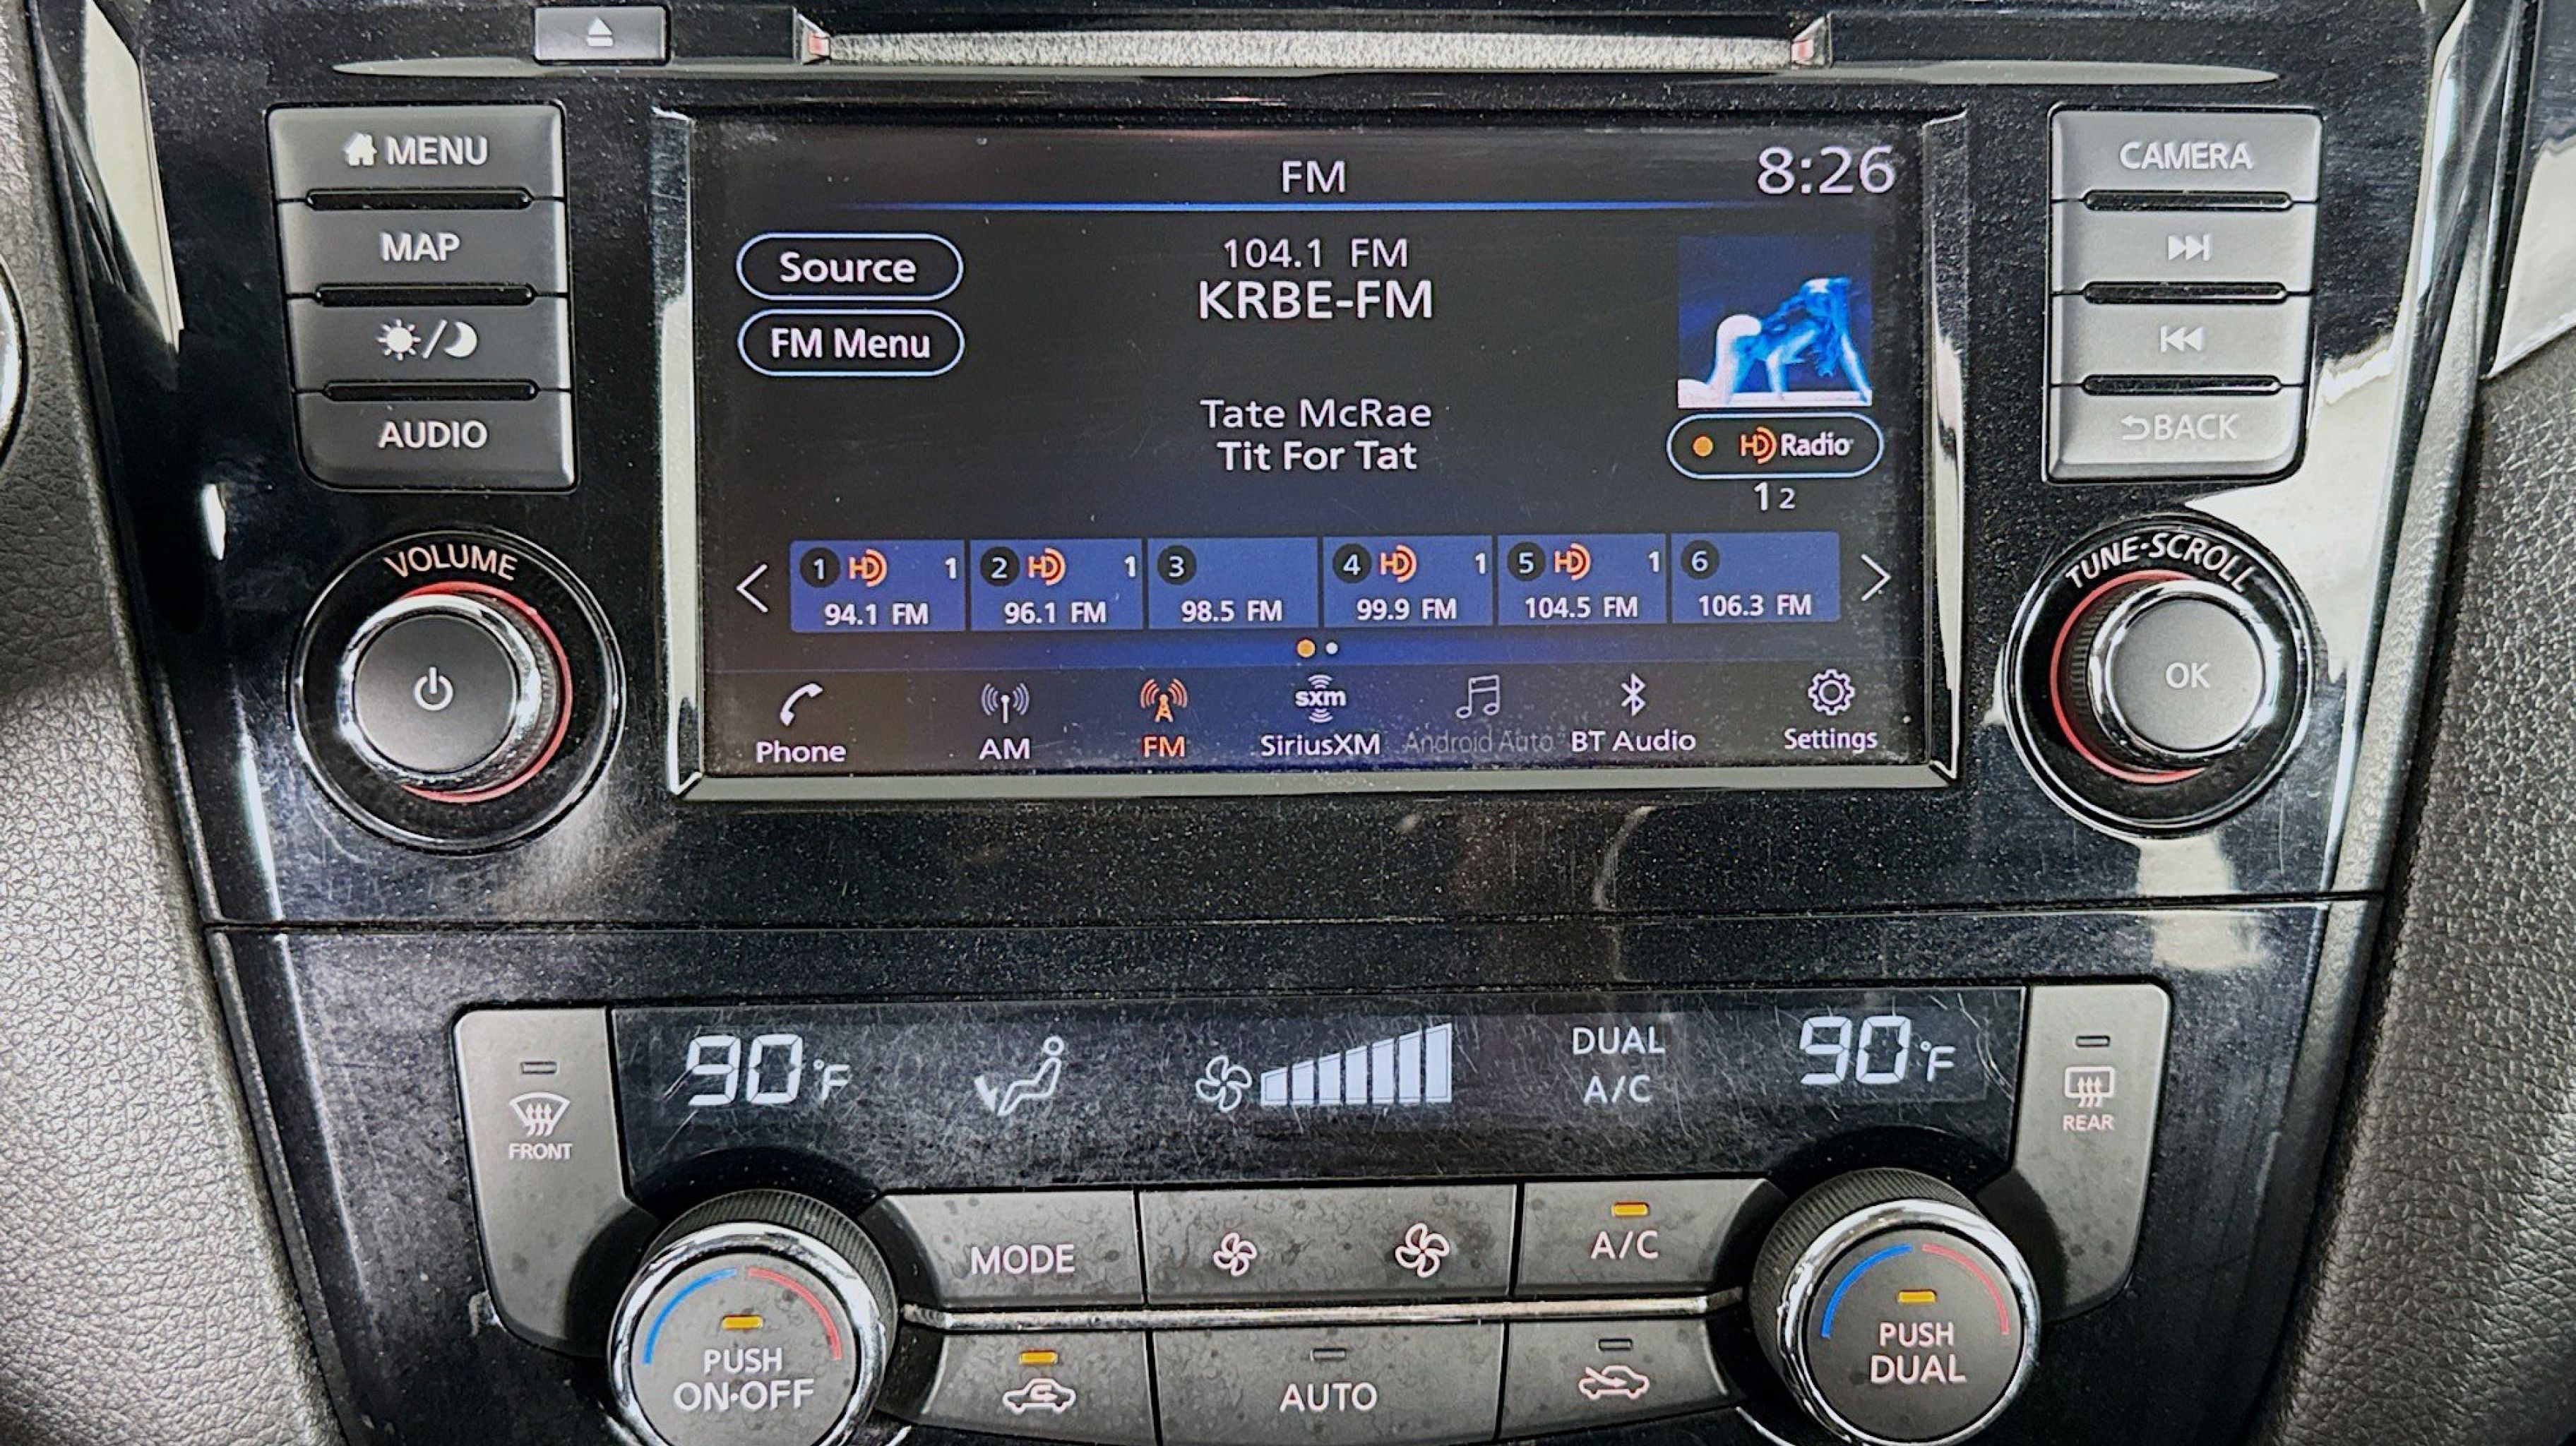 MENU
MAP
AUDIO
VOLUME
FM
8:26
Source
FM Menu
104.1 FM
KRBE-FM
Tate McRae
Tit For Tat
HD Radio
1 2
1 HD 1
94.1 FM
2 HD 1
96.1 FM
3
98.5 FM
4 HD 1
99.9 FM
5 HD 1
104.5 FM
6
106.3 FM
Phone
AM
FM
sxm
SiriusXM
Android Auto
BT Audio
Settings
CAMERA
BACK
TUNE·SCROLL
OK
FRONT
90°F
DUAL
A/C
90°F
REAR
MODE
A/C
PUSH
ON·OFF
AUTO
PUSH
DUAL